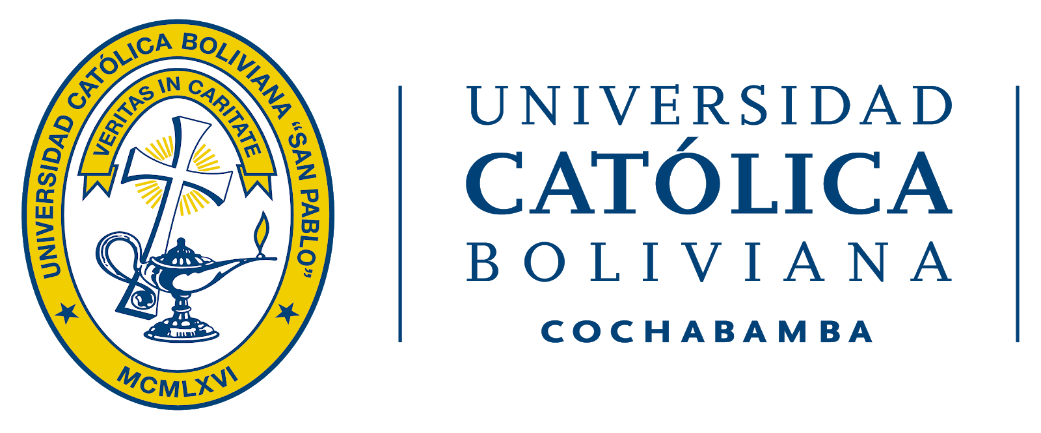 UNIVERSIDAD CATÓLICA BOLIVIANA “SAN PABLO”
VERITAS IN CARITATE
MCMLXVI
UNIVERSIDAD
CATÓLICA
BOLIVIANA
COCHABAMBA